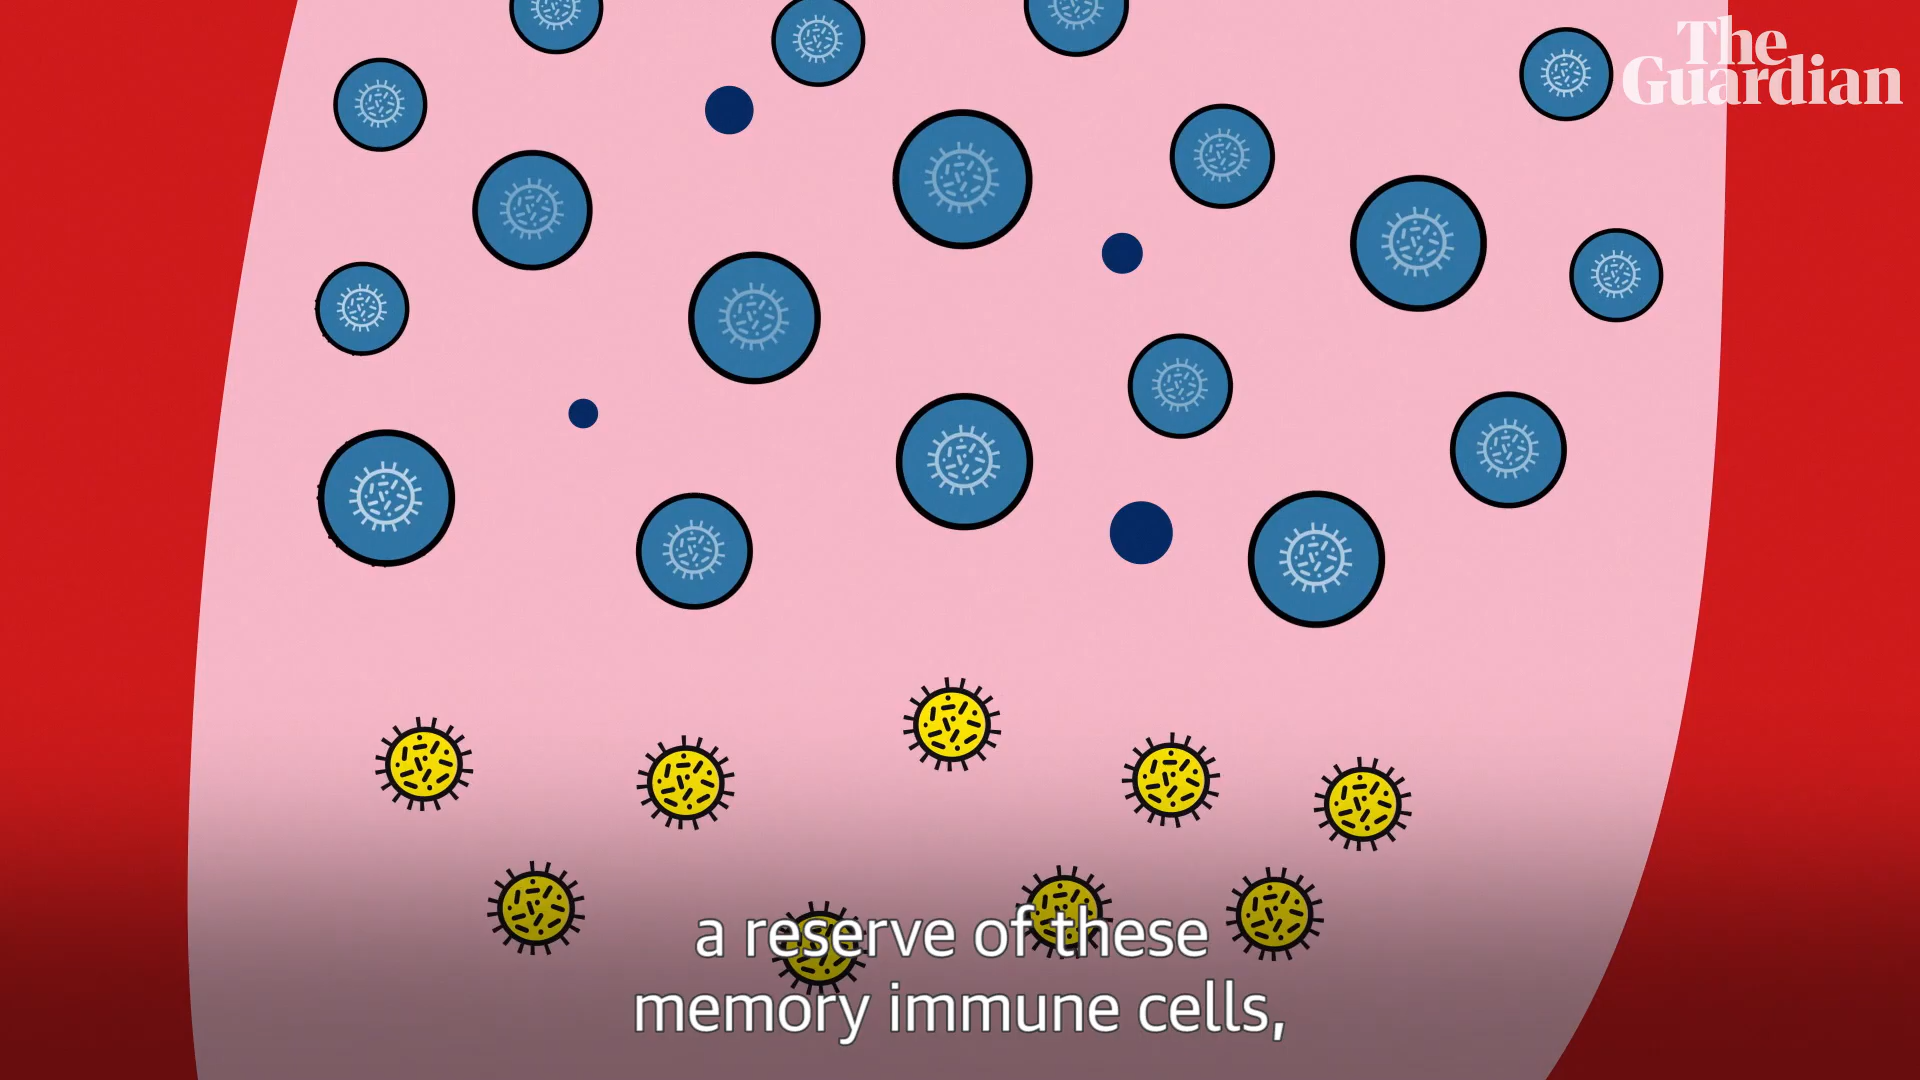 The
Guardian
a reserve of these
memory immune cells,